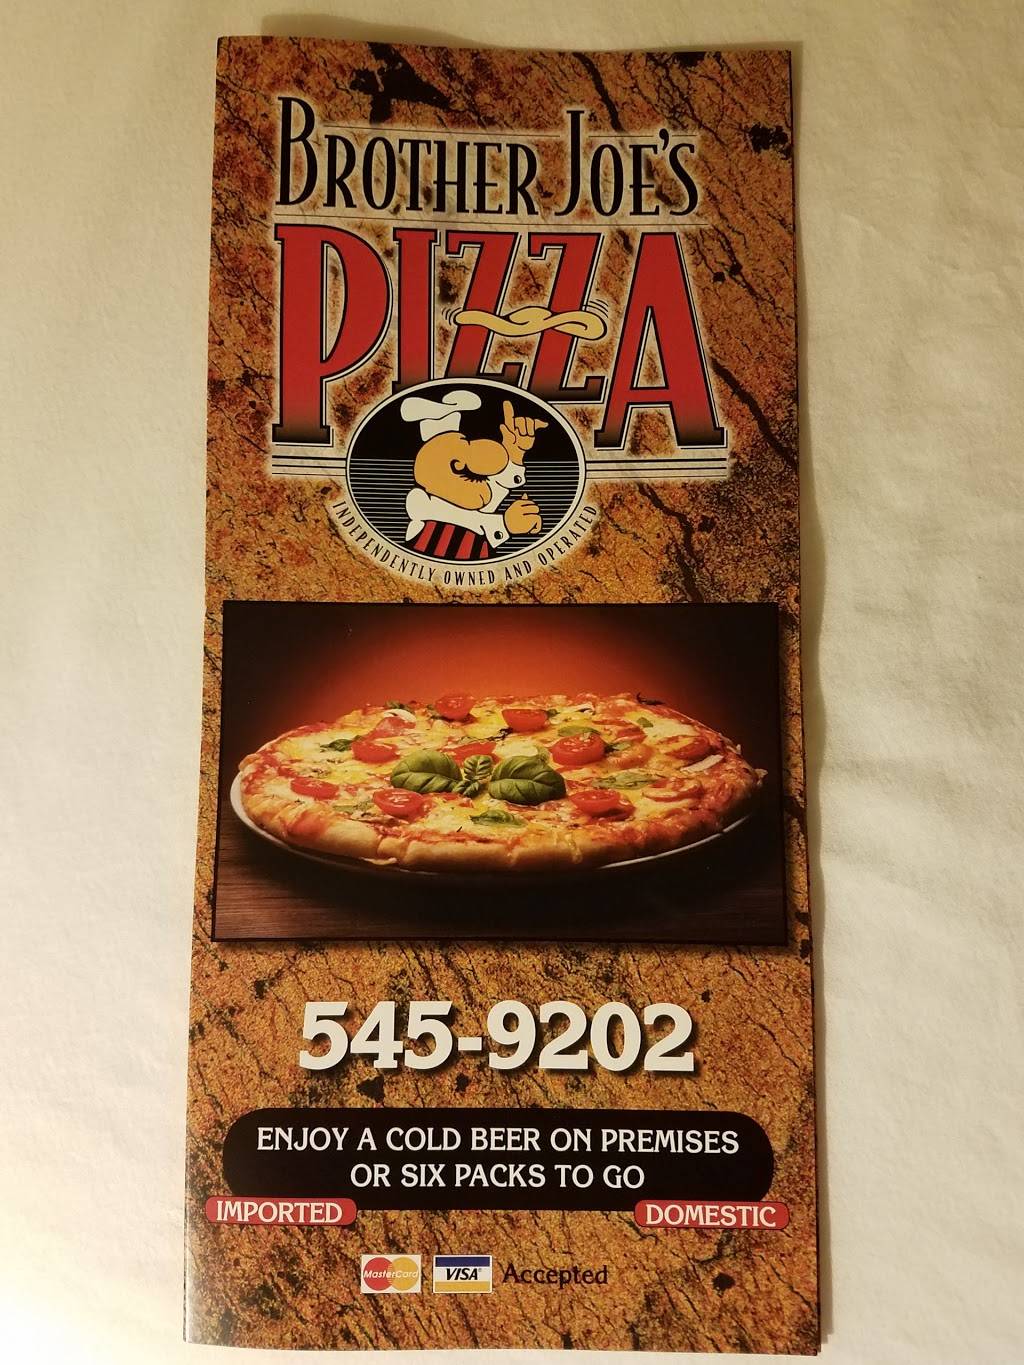 BROTHER JOE'S
PIZZA
INDEPENDENTLY OWNED AND OPERATED
545-9202
ENJOY A COLD BEER ON PREMISES
OR SIX PACKS TO GO
IMPORTED
DOMESTIC
MasterCard VISA Accepted